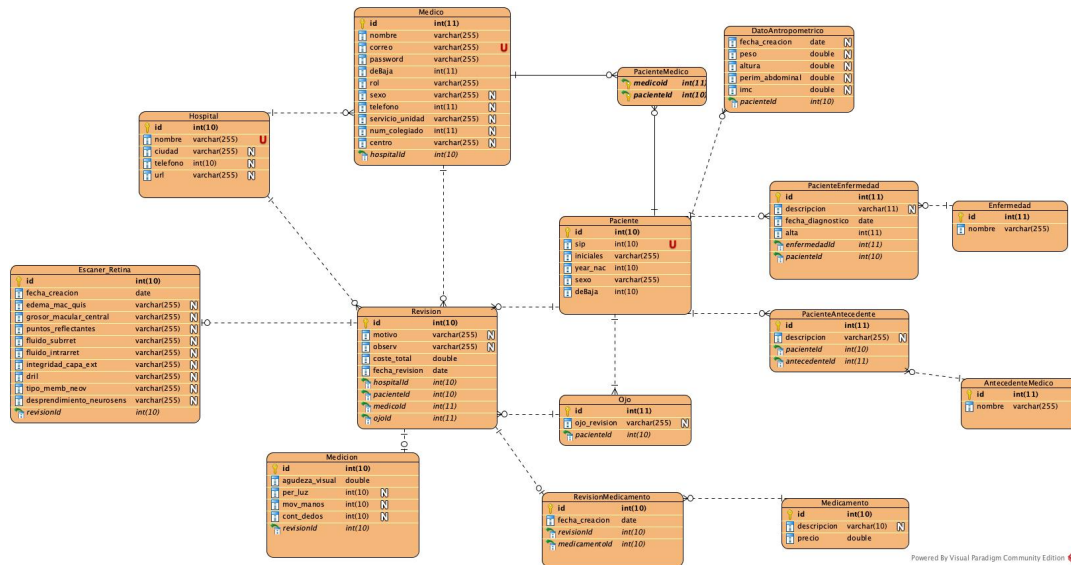 Medico
id int(11)
nombre varchar(255)
correo varchar(255) U
password varchar(255)
deBaja int(11)
rol varchar(255)
sexo varchar(255) N
telefono int(11) N
servicio_unidad varchar(255) N
num_colegiado int(11) N
centro varchar(255) N
hospitalId int(10)
DatoAntropometrico
fecha_creacion date N
peso double N
altura double N
perim_abdominal double N
imc double N
pacienteId int(10)
PacienteMedico
medicoid int(11)
pacienteId int(10)
Hospital
id int(10)
nombre varchar(255) U
ciudad varchar(255) N
telefono int(10) N
url varchar(255) N
PacienteEnfermedad
id int(11)
descripcion varchar(11) N
fecha_diagnostico date
alta int(11)
enfermedadId int(11)
pacienteId int(10)
Enfermedad
id int(11)
nombre varchar(255)
Paciente
id int(10)
sip int(10) U
iniciales varchar(255)
year_nac int(10)
sexo varchar(255)
deBaja int(10)
Escaner_Retina
id int(10)
fecha_creacion date
edema_mac_quis varchar(255) N
grosor_macular_central varchar(255) N
puntos_reflectantes varchar(255) N
fluido_subrret varchar(255) N
fluido_intrarret varchar(255) N
integridad_capa_ext varchar(255) N
dril varchar(255) N
tipo_memb_neov varchar(255) N
desprendimiento_neurosens varchar(255) N
revisionId int(10)
Revision
id int(10)
motivo varchar(255) N
observ varchar(255) N
coste_total double
fecha_revision date
hospitalId int(10)
pacienteId int(10)
medicoId int(11)
ojoId int(11)
PacienteAntecedente
id int(11)
descripcion varchar(255) N
pacienteId int(10)
antecedenteId int(11)
AntecedenteMedico
id int(11)
nombre varchar(255)
Ojo
id int(11)
ojo_revision varchar(255) N
pacienteId int(10)
Medicion
id int(10)
agudeza_visual double
per_luz int(10) N
mov_manos int(10) N
cont_dedos int(10) N
revisionId int(10)
RevisionMedicamento
id int(10)
fecha_creacion date
revisionId int(10)
medicamentoId int(10)
Medicamento
id int(10)
descripcion varchar(10) N
precio double
Powered By Visual Paradigm Community Edition